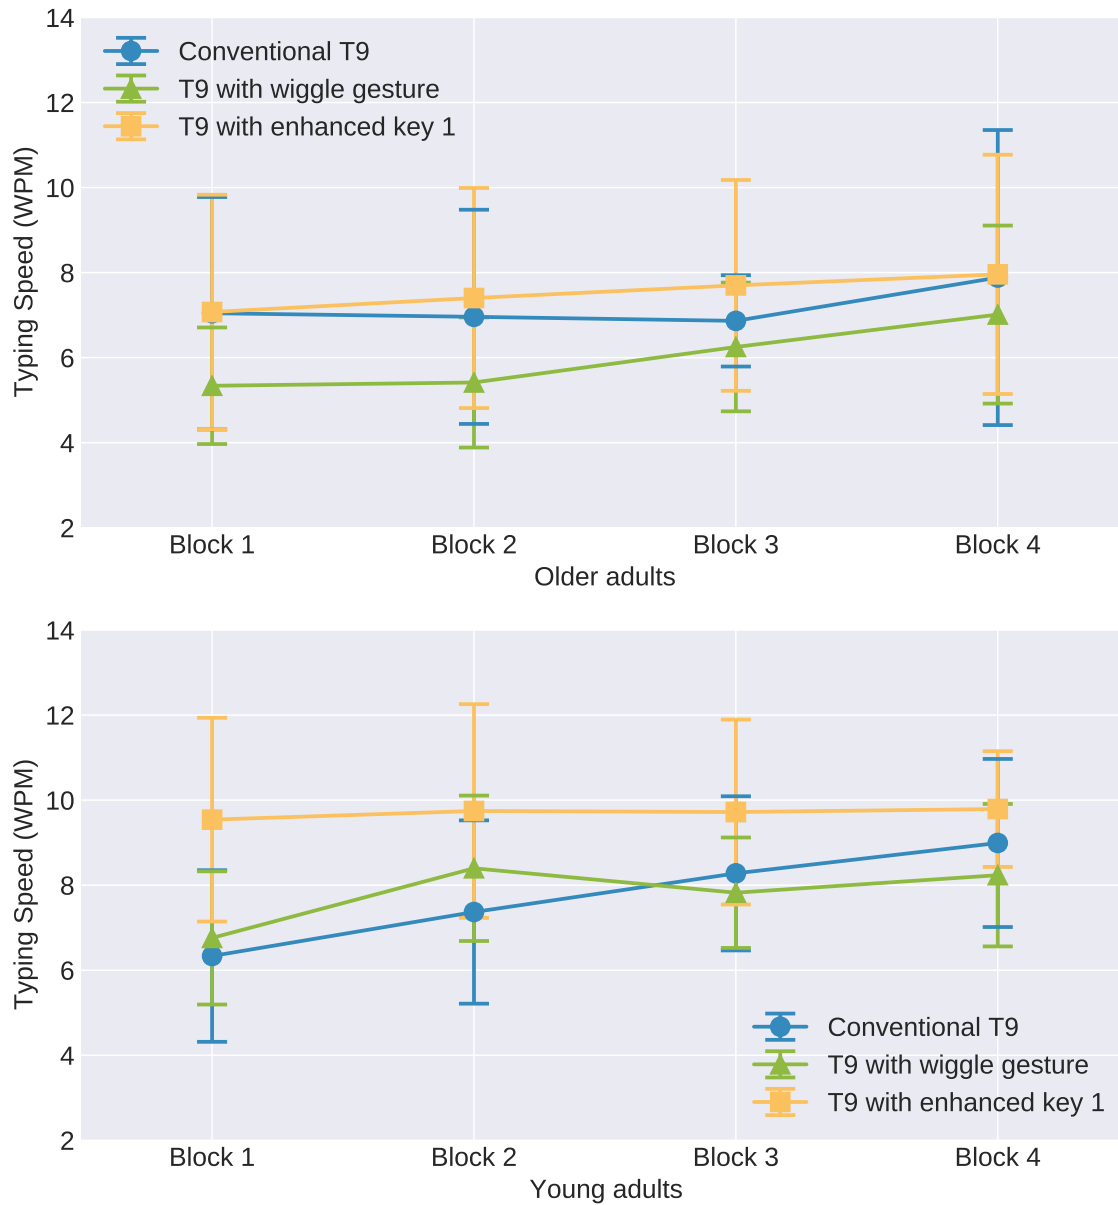 14
Conventional T9
T9 with wiggle gesture
T9 with enhanced key 1
12
10
8
6
4
2
Typing Speed (WPM)
Block 1 Block 2 Block 3 Block 4
Older adults
14
12
10
8
6
4
2
Typing Speed (WPM)
Conventional T9
T9 with wiggle gesture
T9 with enhanced key 1
Block 1 Block 2 Block 3 Block 4
Young adults